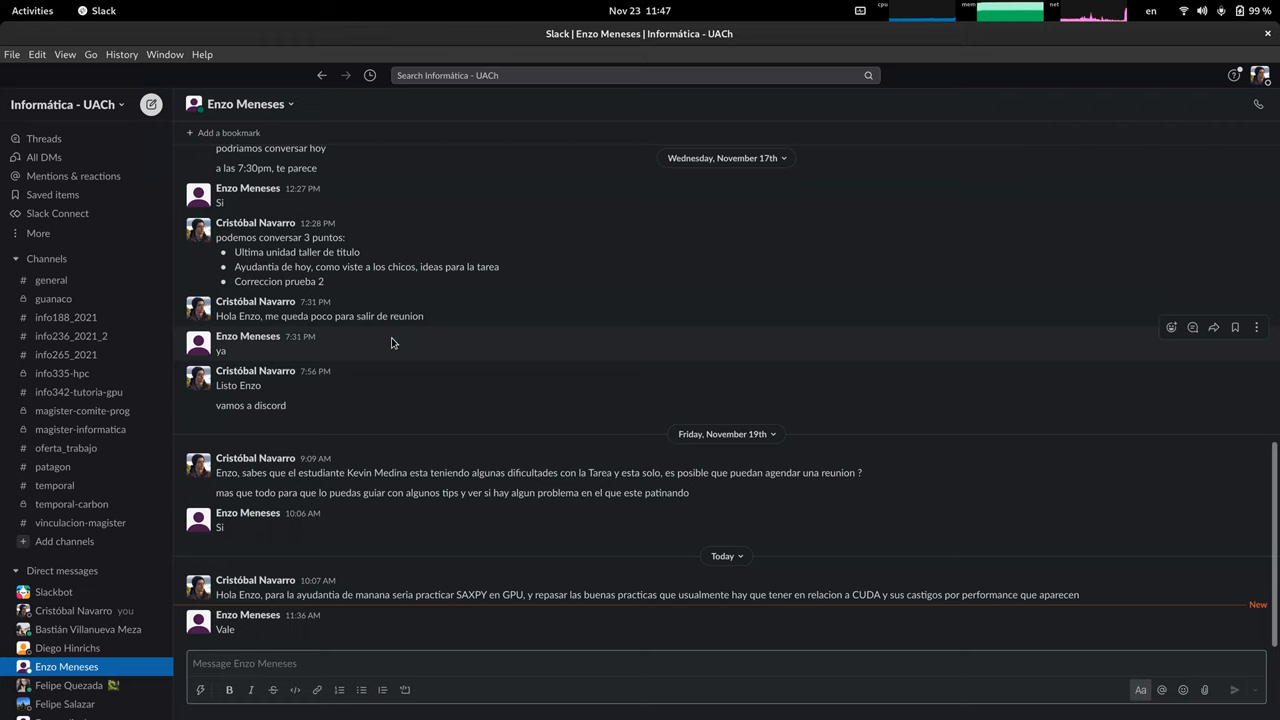 Activities Slack Nov 23 11:47 cpu mem net en 99 %
Slack | Enzo Meneses | Informática - UACh
File Edit View Go History Window Help
Search Informática - UACh
Informática - UACh
Threads
All DMs
Mentions & reactions
Saved items
Slack Connect
More
Channels
# general
guanaco
# info188_2021
# info236_2021_2
# info265_2021
info335-hpc
# info342-tutoria-gpu
magister-comite-prog
magister-informatica
# oferta_trabajo
# patagon
# temporal
temporal-carbon
# vinculacion-magister
+ Add channels
Direct messages
Slackbot
Cristóbal Navarro you
Bastián Villanueva Meza
Diego Hinrichs
Enzo Meneses
Felipe Quezada
Felipe Salazar
Enzo Meneses
+ Add a bookmark
podriamos conversar hoy
Wednesday, November 17th
a las 7:30pm, te parece
Enzo Meneses 12:27 PM
Si
Cristóbal Navarro 12:28 PM
podemos conversar 3 puntos:
• Ultima unidad taller de titulo
• Ayudantia de hoy, como viste a los chicos, ideas para la tarea
• Correccion prueba 2
Cristóbal Navarro 7:31 PM
Hola Enzo, me queda poco para salir de reunion
Enzo Meneses 7:31 PM
ya
Cristóbal Navarro 7:56 PM
Listo Enzo
vamos a discord
Friday, November 19th
Cristóbal Navarro 9:09 AM
Enzo, sabes que el estudiante Kevin Medina esta teniendo algunas dificultades con la Tarea y esta solo, es posible que puedan agendar una reunion ?
mas que todo para que lo puedas guiar con algunos tips y ver si hay algun problema en el que este patinando
Enzo Meneses 10:06 AM
Si
Today
Cristóbal Navarro 10:07 AM
Hola Enzo, para la ayudantia de manana seria practicar SAXPY en GPU, y repasar las buenas practicas que usualmente hay que tener en relacion a CUDA y sus castigos por performance que aparecen
New
Enzo Meneses 11:36 AM
Vale
Message Enzo Meneses
B I S Aa @